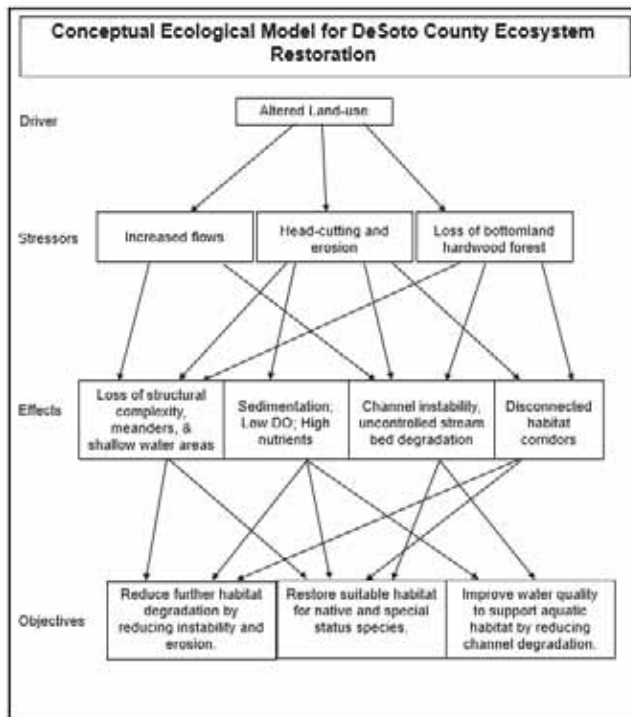 Conceptual Ecological Model for DeSoto County Ecosystem
Restoration
Driver
Altered Land-use
Stressors
Increased flows
Head-cutting and
erosion
Loss of bottomland
hardwood forest
Effects
Loss of structural
complexity,
meanders, &
shallow water areas
Sedimentation;
Low DO; High
nutrients
Channel instability,
uncontrolled stream
bed degradation
Disconnected
habitat
corridors
Objectives
Reduce further habitat
degradation by
reducing instability and
erosion.
Restore suitable habitat
for native and special
status species.
Improve water quality
to support aquatic
habitat by reducing
channel degradation.